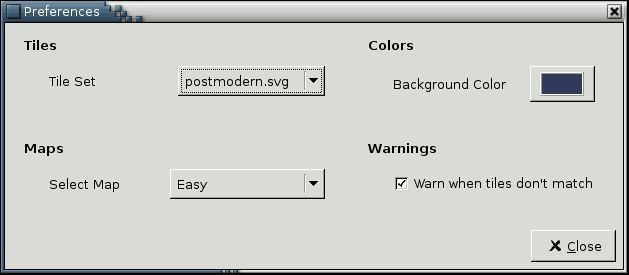 Preferences
Tiles
Tile Set
postmodern.svg
Colors
Background Color
Maps
Select Map
Easy
Warnings
Warn when tiles don't match
Close